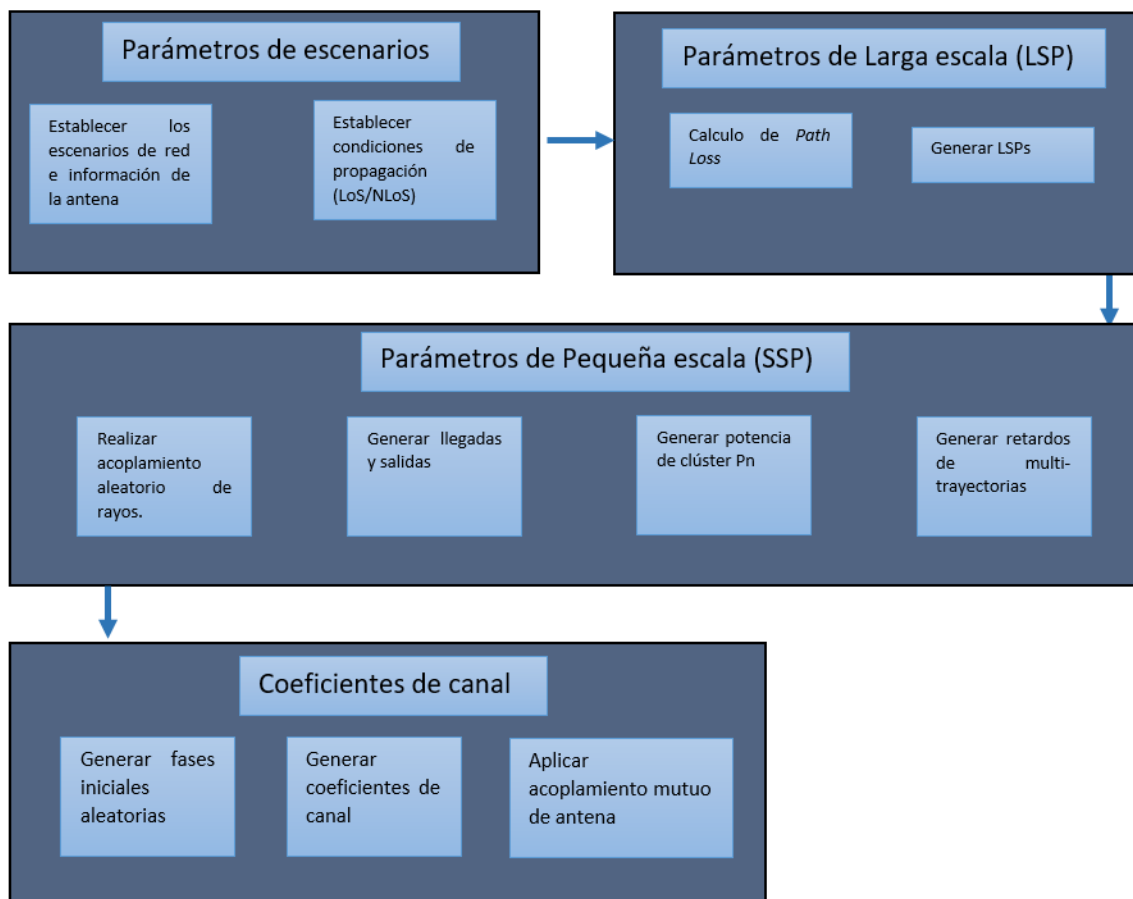 Parámetros de escenarios
Establecer los
escenarios de red
e información de
la antena
Establecer
condiciones de
propagación
(LoS/NLoS)
Parámetros de Larga escala (LSP)
Calculo de Path
Loss
Generar LSPs
Parámetros de Pequeña escala (SSP)
Realizar
acoplamiento
aleatorio de
rayos.
Generar llegadas
y salidas
Generar potencia
de clúster Pn
Generar retardos
de multi-
trayectorias
Coeficientes de canal
Generar fases
iniciales
aleatorias
Generar
coeficientes de
canal
Aplicar
acoplamiento mutuo
de antena